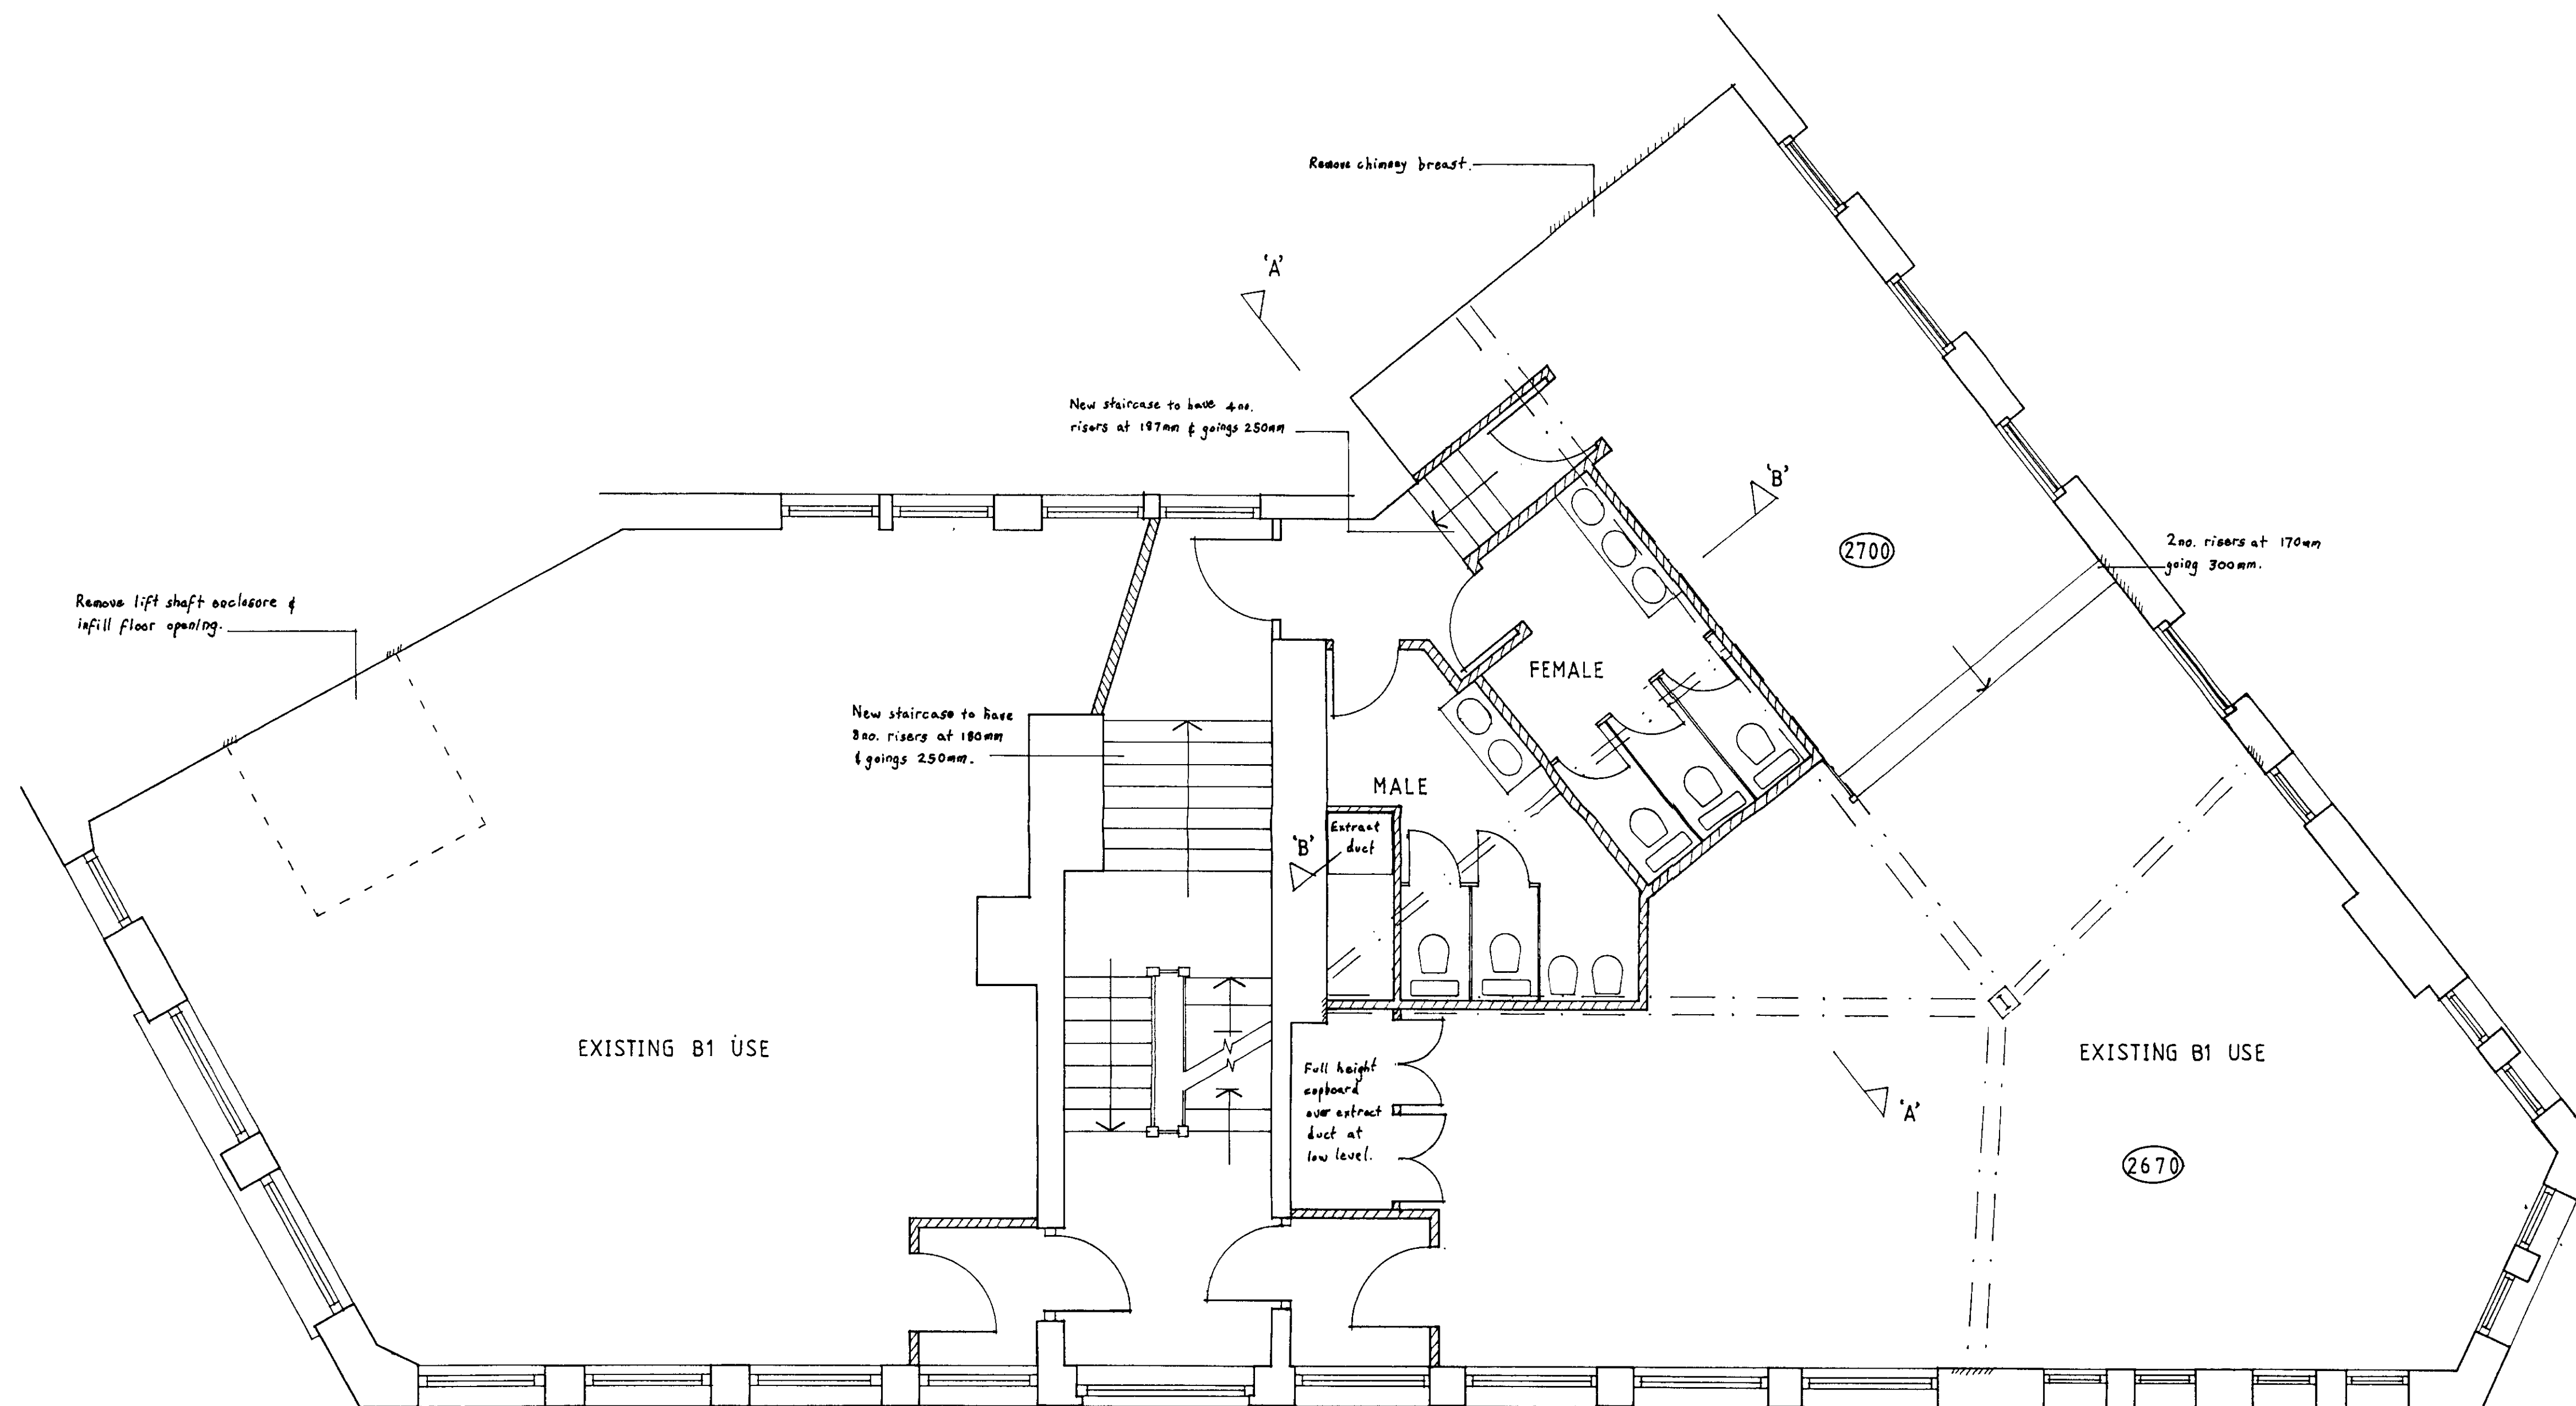 Remove chimney breast.
'A'
New staircase to have 4no.
risers at 187mm & goings 250mm
'B'
2700
2no. risers at 170mm
going 300mm.
Remove lift shaft enclosure &
infill floor opening.
FEMALE
New staircase to have
8no. risers at 180mm
& goings 250mm.
MALE
Extract
duct
'B'
EXISTING B1 USE
Full height
cupboard
over extract
duct at
low level.
I
EXISTING B1 USE
'A'
2670